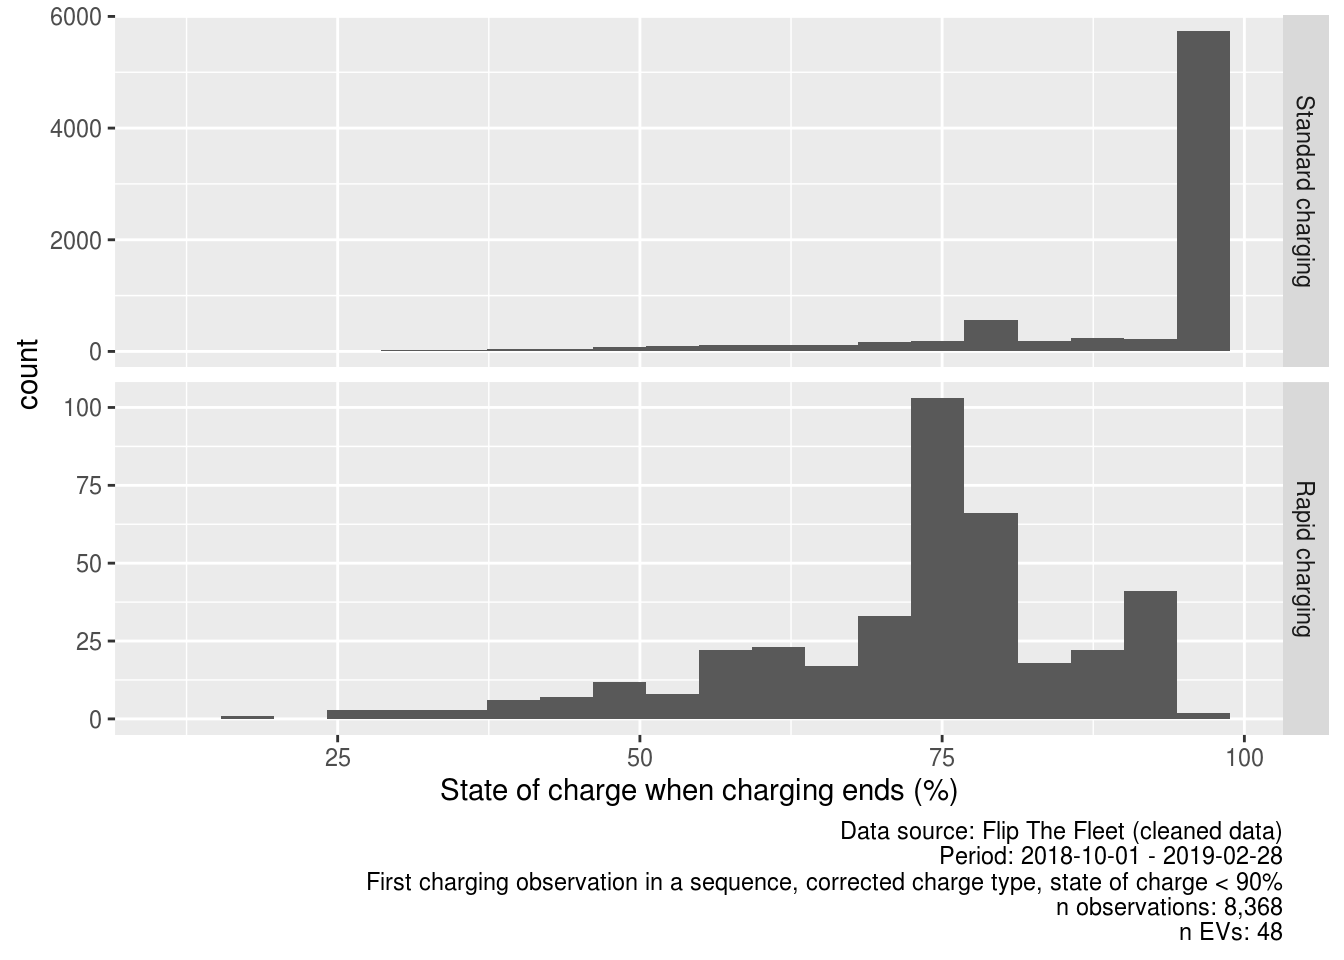 6000
4000
2000
0
Standard charging
count
100
75
50
25
0
Rapid charging
25
50
75
100
State of charge when charging ends (%)
Data source: Flip The Fleet (cleaned data)
Period: 2018-10-01 - 2019-02-28
First charging observation in a sequence, corrected charge type, state of charge < 90%
n observations: 8,368
n EVs: 48